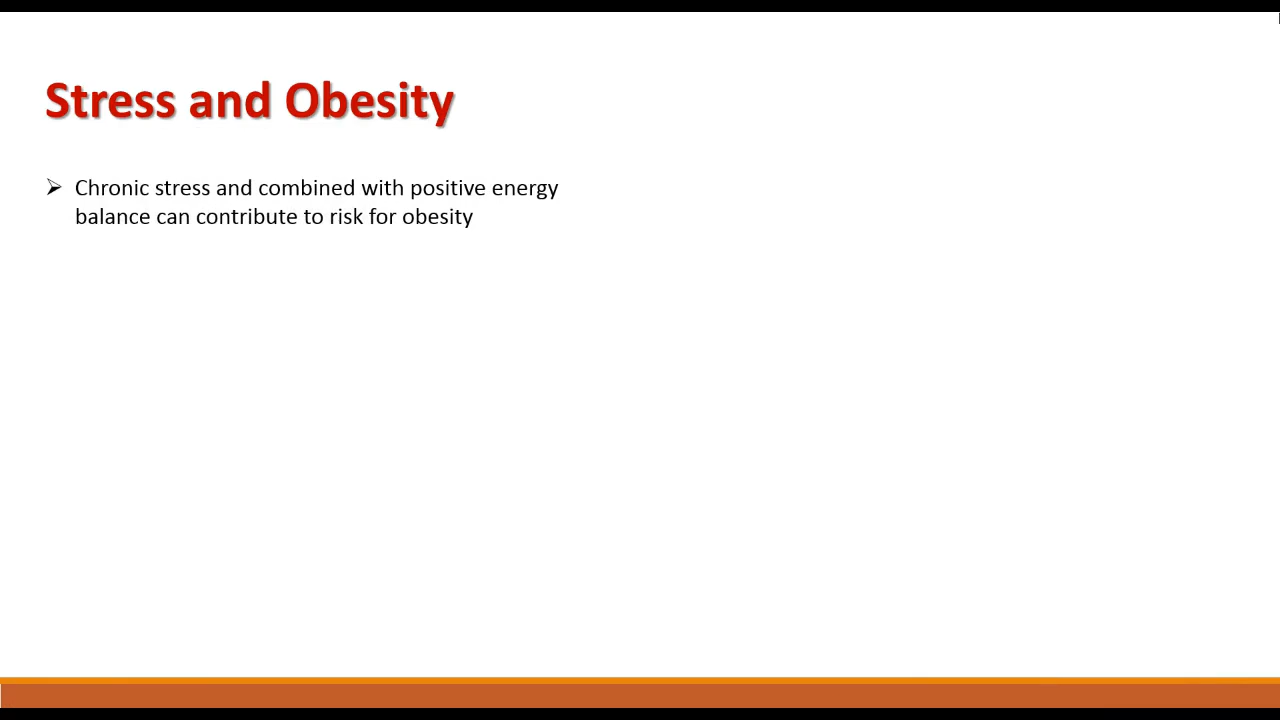 Stress and Obesity
➢ Chronic stress and combined with positive energy
balance can contribute to risk for obesity